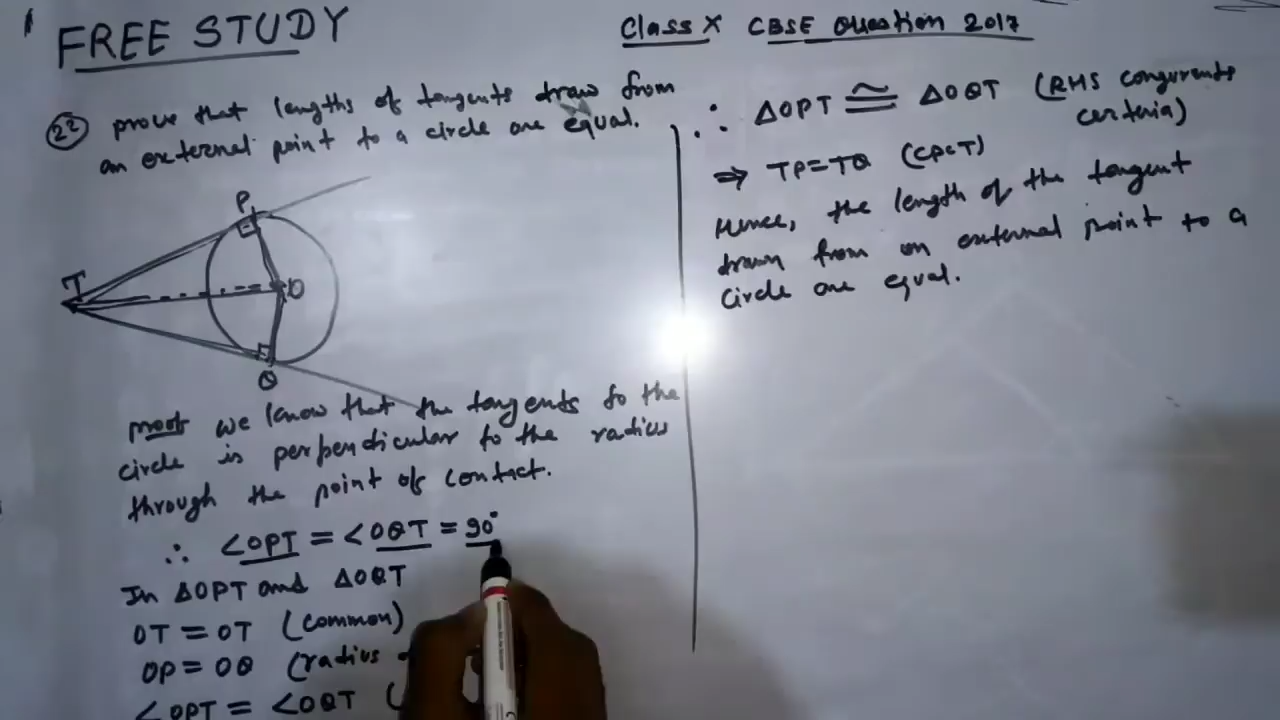 FREE STUDY
Class X CBSE Question 2017
22 prove that lengths of tangents draw from
an external point to a circle are equal.
P
T
O
Q
proof we know that the tangents to the
circle is perpendicular to the radius
through the point of contact.
∴ ∠OPT = ∠OQT = 90°
In ΔOPT and ΔOQT
OT = OT (common)
OP = OQ (radius
∠OPT = ∠OQT (
∴ ΔOPT ≅ ΔOQT (RHS
criteria)
⇒ TP = TQ (CPCT)
Hence, the length of the tangent
drawn from an external point to a
circle are equal.